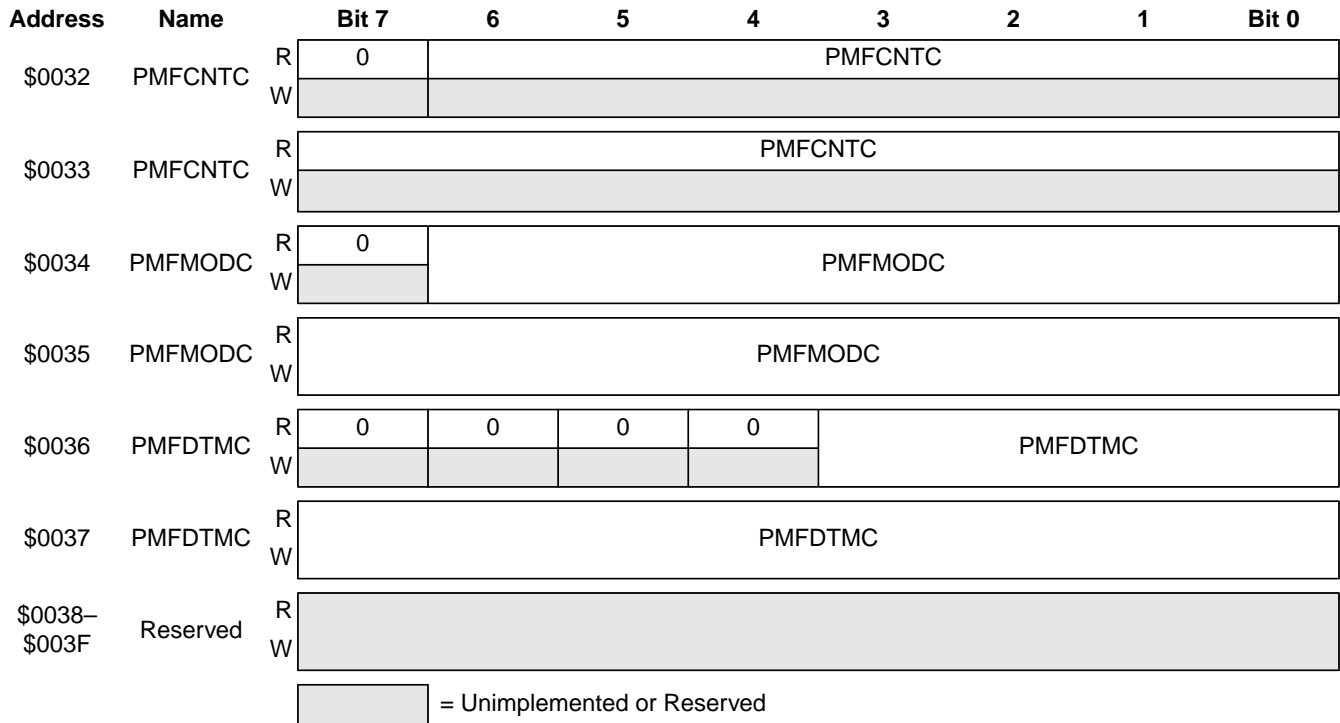 Address Name Bit 7 6 5 4 3 2 1 Bit 0
$0032 PMFCNTC R 0 PMFCNTC
W
$0033 PMFCNTC R PMFCNTC
W
$0034 PMFMODC R 0 PMFMODC
W
$0035 PMFMODC R PMFMODC
W
$0036 PMFDTMC R 0 0 0 0 PMFDTMC
W
$0037 PMFDTMC R PMFDTMC
W
$0038–
$003F Reserved R
W
= Unimplemented or Reserved